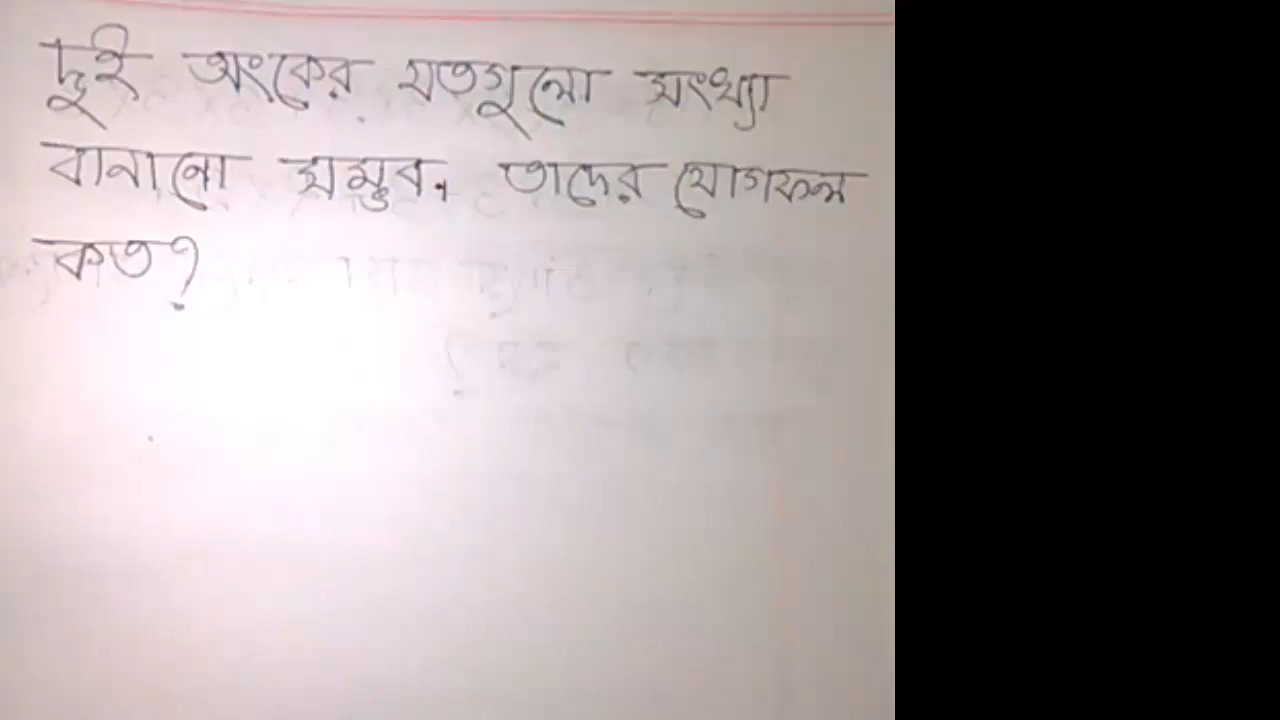 দুই অংকের যতগুলো সংখ্যা
বানানো সম্ভব, তাদের যোগফল
কত?